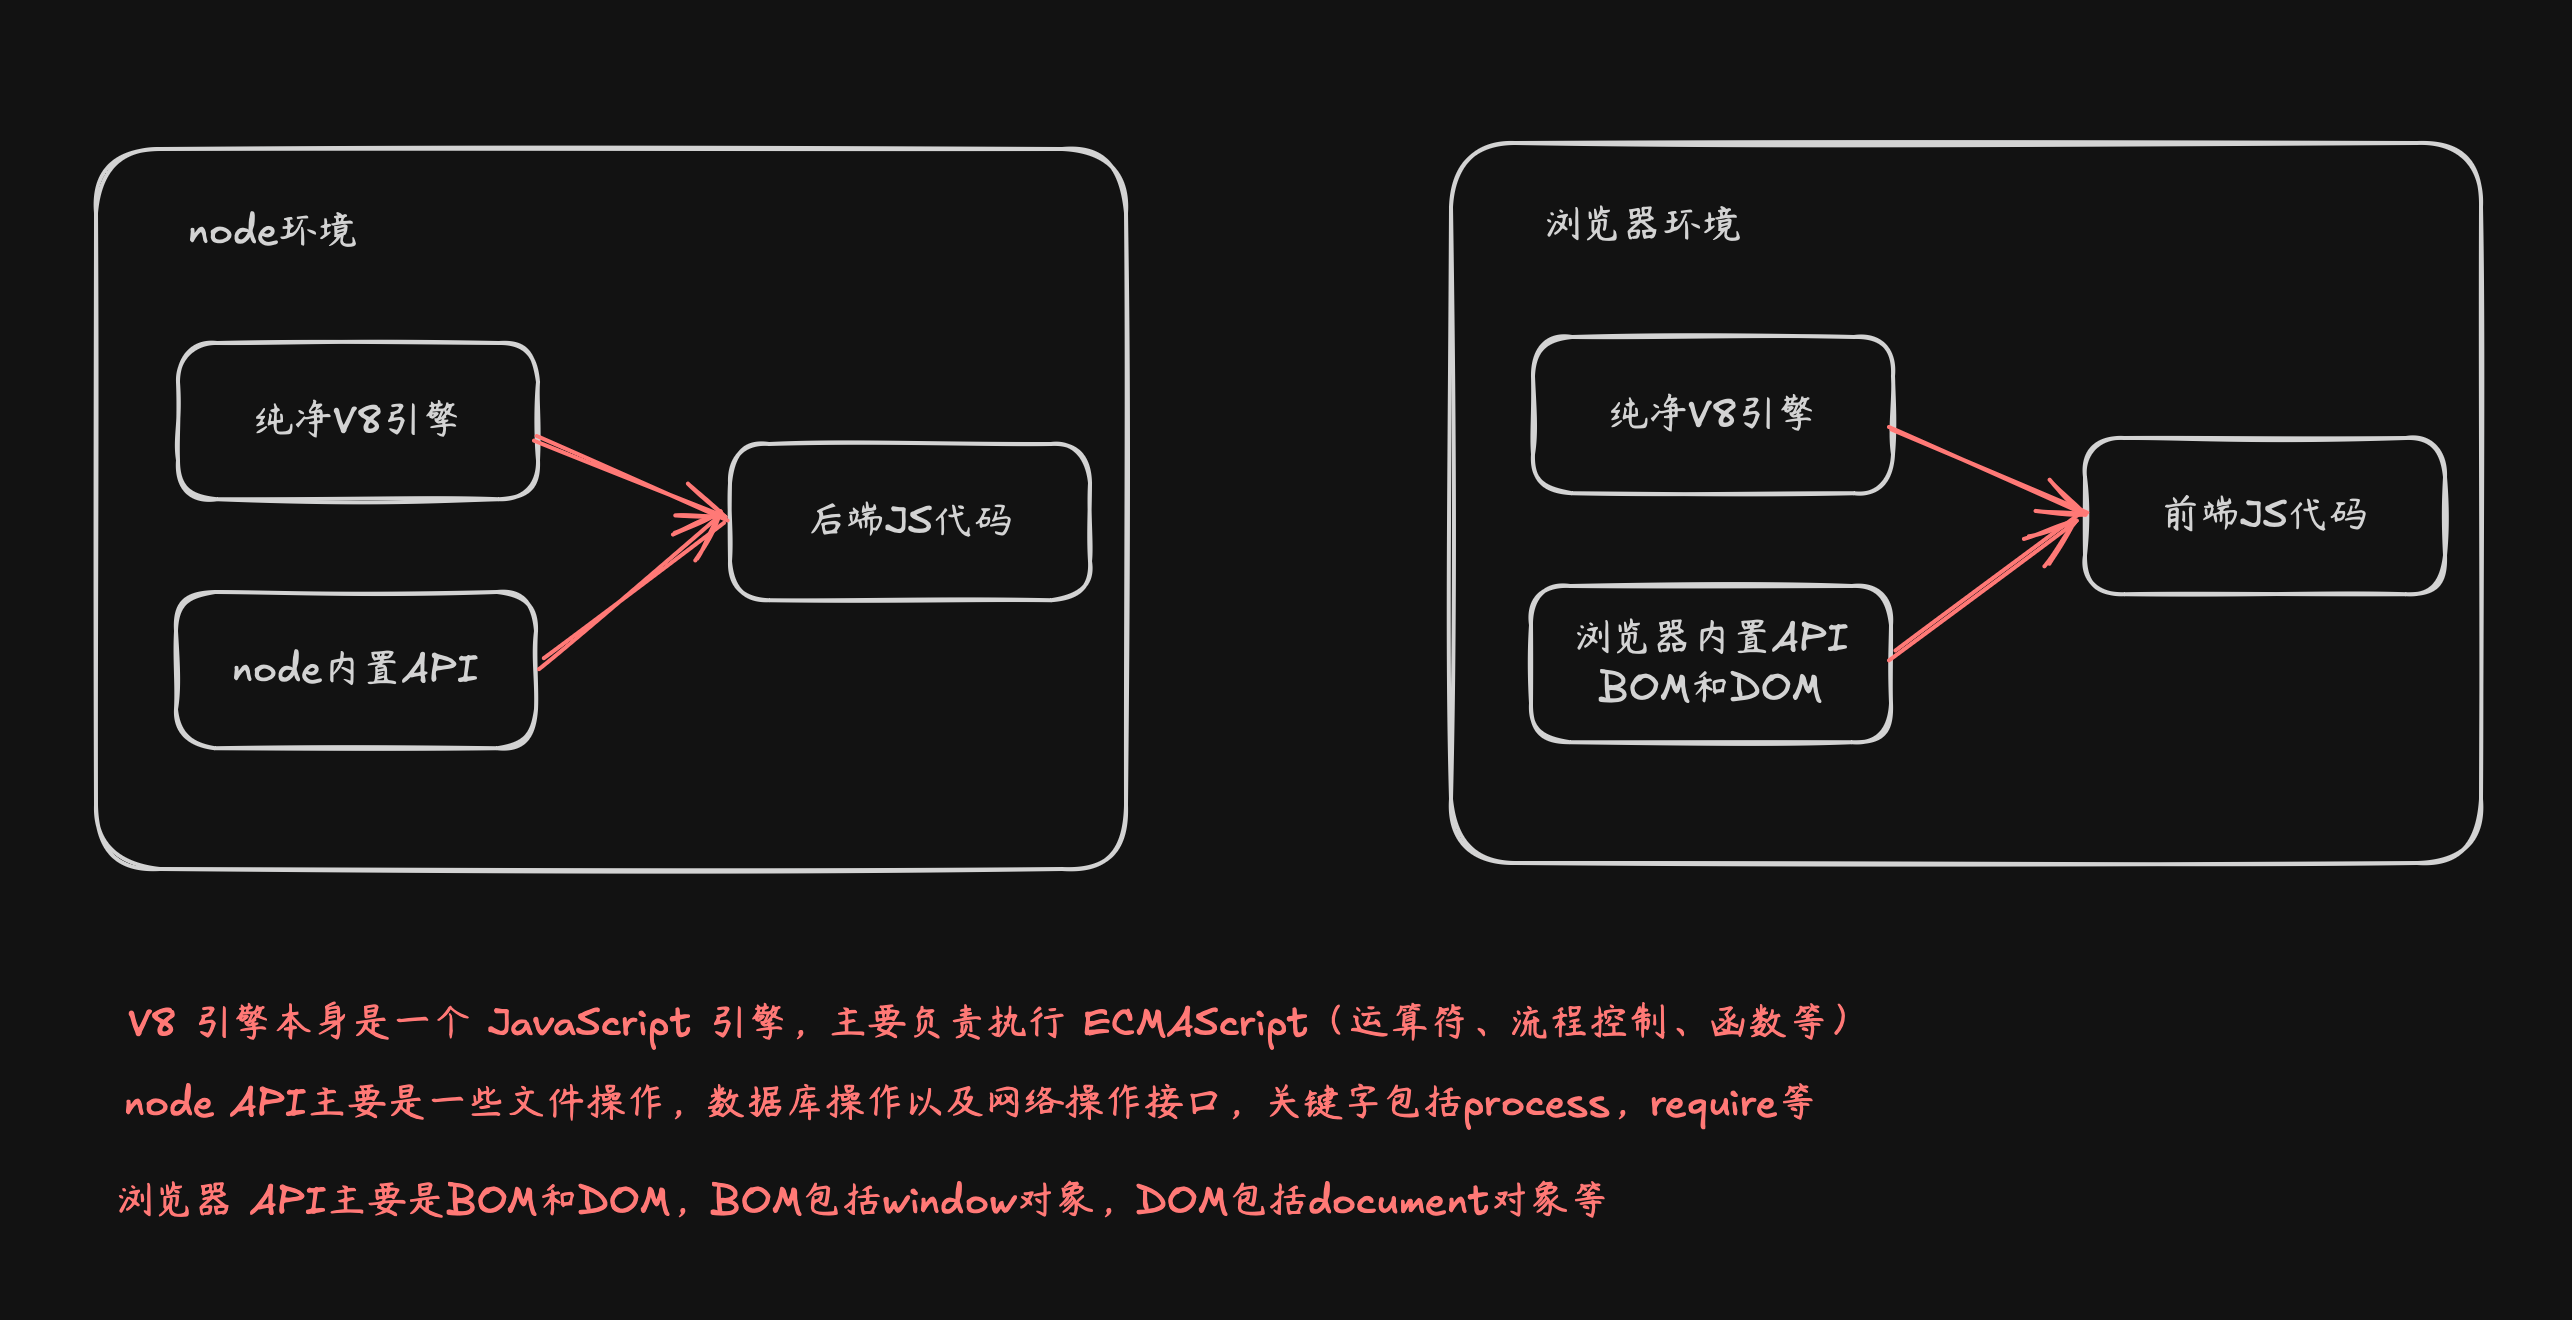 node环境
纯净V8引擎
node内置API
后端JS代码
浏览器环境
纯净V8引擎
浏览器内置API
BOM和DOM
前端JS代码
V8 引擎本身是一个 JavaScript 引擎，主要负责执行 ECMAScript（运算符、流程控制、函数等）
node API主要是一些文件操作，数据库操作以及网络操作接口，关键字包括process，require等
浏览器 API主要是BOM和DOM，BOM包括window对象，DOM包括document对象等